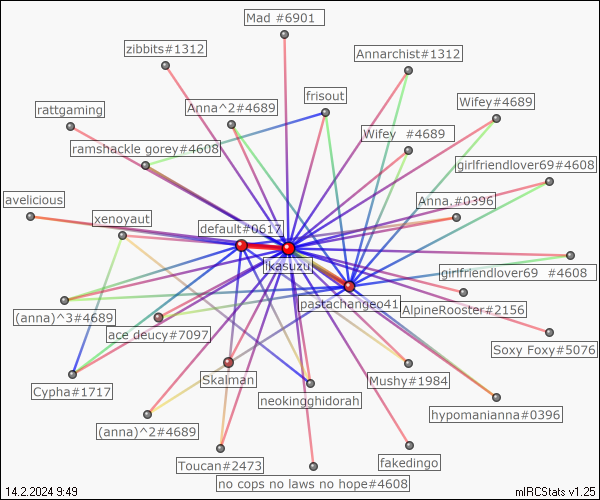 Mad #6901
zibbits#1312
Annarchist#1312
frisout
Anna^2#4689
Wifey#4689
rattgaming
Wifey  #4689
ramshackle gorey#4608
girlfriendlover69#4608
avelicious
Anna.#0396
xenoyaut
default#0617
ikasuzu
girlfriendlover69  #4608
pastachangeo41
AlpineRooster#2156
(anna)^3#4689
ace deucy#7097
Soxy Foxy#5076
Skalman
Mushy#1984
Cypha#1717
neokingghidorah
hypomanianna#0396
(anna)^2#4689
Toucan#2473
fakedingo
no cops no laws no hope#4608
14.2.2024 9:49
mIRCStats v1.25